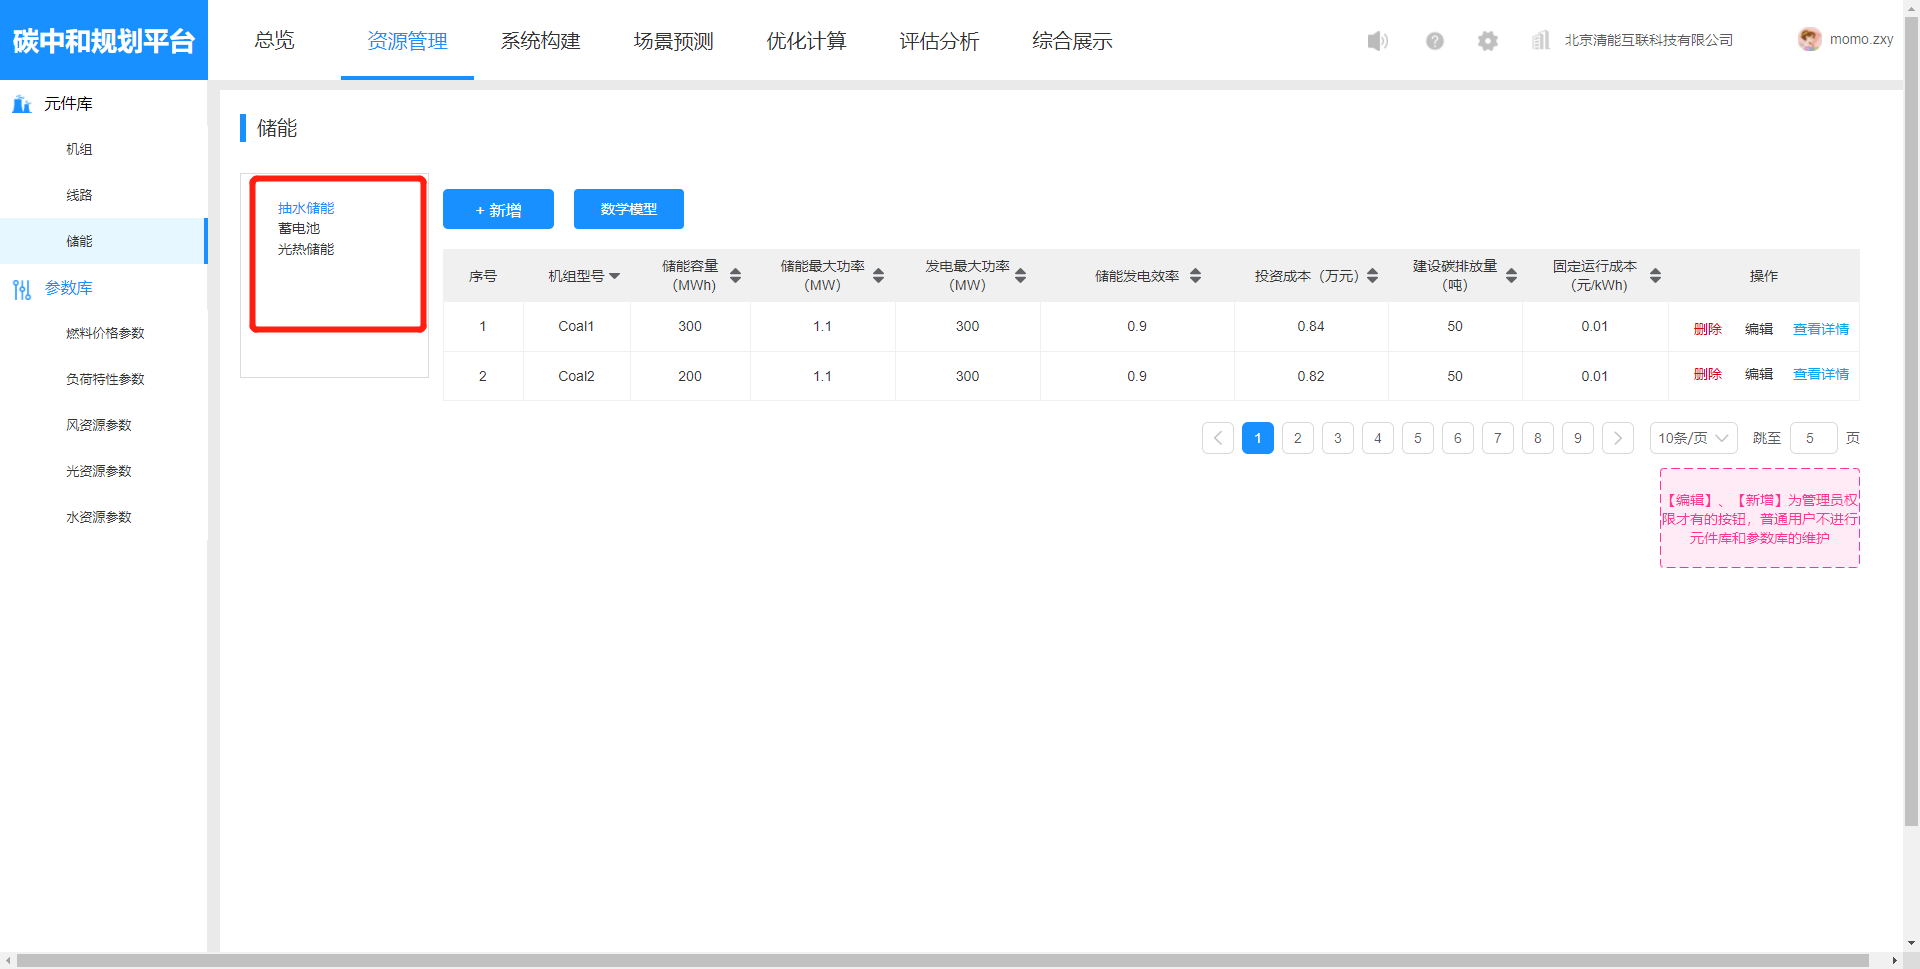 碳中和规划平台
总览
资源管理
系统构建
场景预测
优化计算
评估分析
综合展示
北京清能互联科技有限公司
momo.zxy
元件库
机组
线路
储能
参数库
燃料价格参数
负荷特性参数
风资源参数
光资源参数
水资源参数
储能
抽水储能
蓄电池
光热储能
+ 新增
数学模型
序号
机组型号
储能容量
（MWh)
储能最大功率
（MW）
发电最大功率
（MW）
储能发电效率
投资成本（万元）
建设碳排放量
（吨）
固定运行成本
（元/kWh)
操作
1
Coal1
300
1.1
300
0.9
0.84
50
0.01
删除
编辑
查看详情
2
Coal2
200
1.1
300
0.9
0.82
50
0.01
删除
编辑
查看详情
1
2
3
4
5
6
7
8
9
10条/页
跳至
5
页
【编辑】、【新增】为管理员权
限才有的按钮，普通用户不进行
元件库和参数库的维护